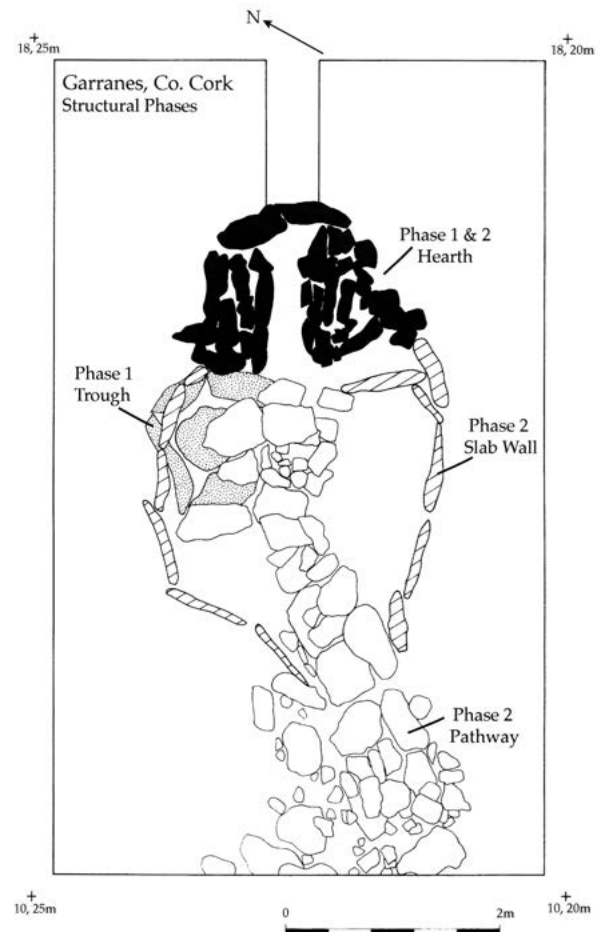 N
18, 25m
18, 20m
Garranes, Co. Cork
Structural Phases
Phase 1 & 2
Hearth
Phase 1
Trough
Phase 2
Slab Wall
Phase 2
Pathway
10, 25m
10, 20m
0
2m